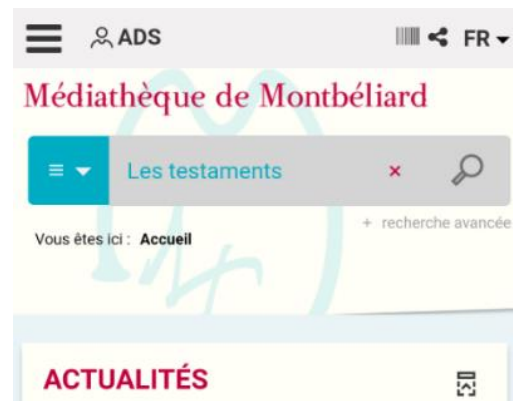 ADS FR
Médiathèque de Montbéliard
Les testaments ×
+ recherche avancée
Vous êtes ici : Accueil
ACTUALITÉS